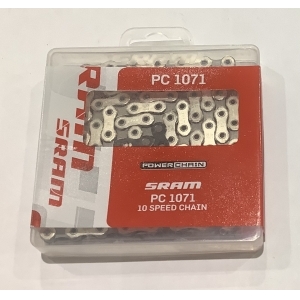 PC 1071
SRAM
POWERCHAIN
SRAM
PC 1071
10 SPEED CHAIN